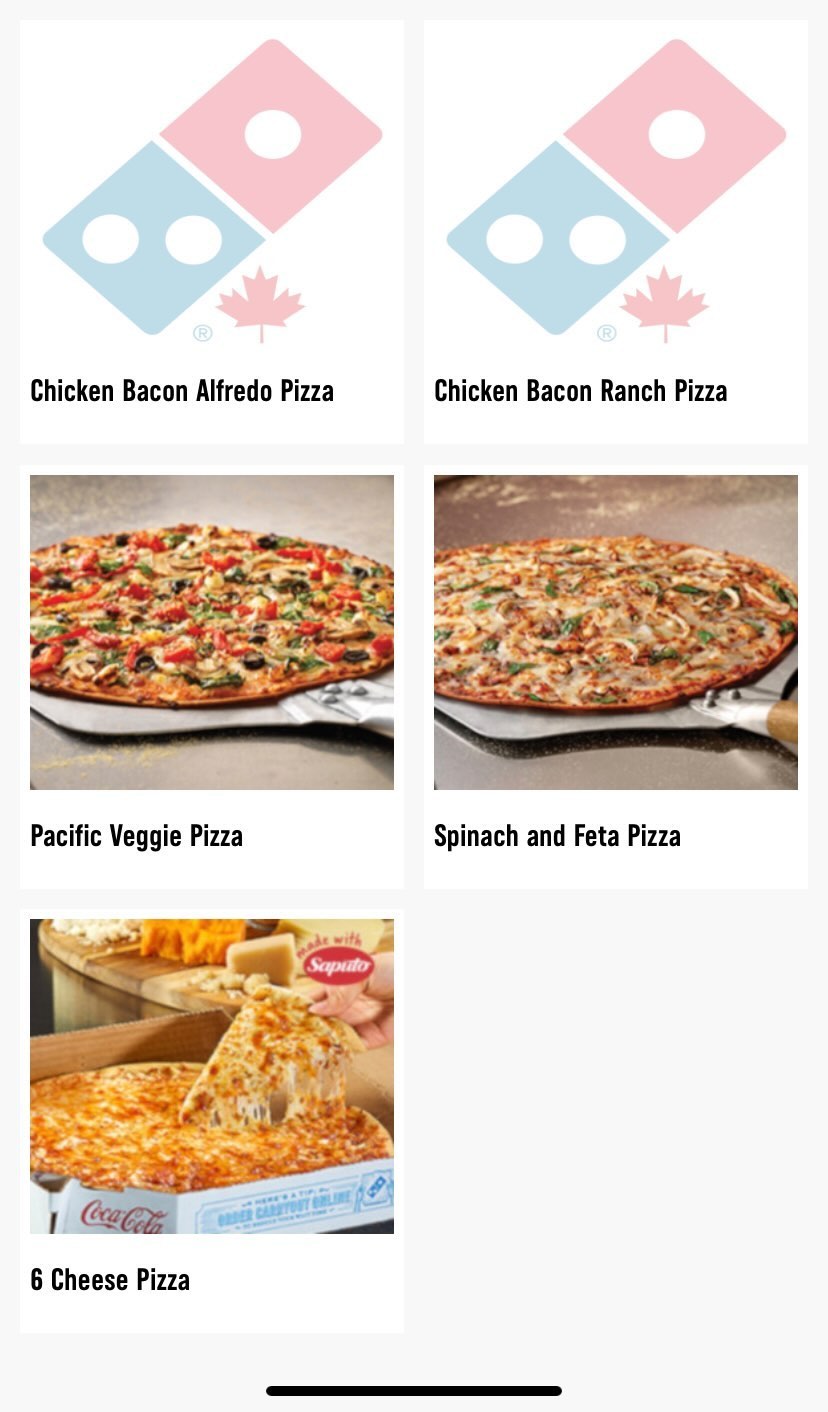 ®
®
Chicken Bacon Alfredo Pizza
Chicken Bacon Ranch Pizza
Pacific Veggie Pizza
Spinach and Feta Pizza
made with
Saputo
Coca-Cola
HERE'S A TIP:
ORDER CARRYOUT ONLINE
6 Cheese Pizza